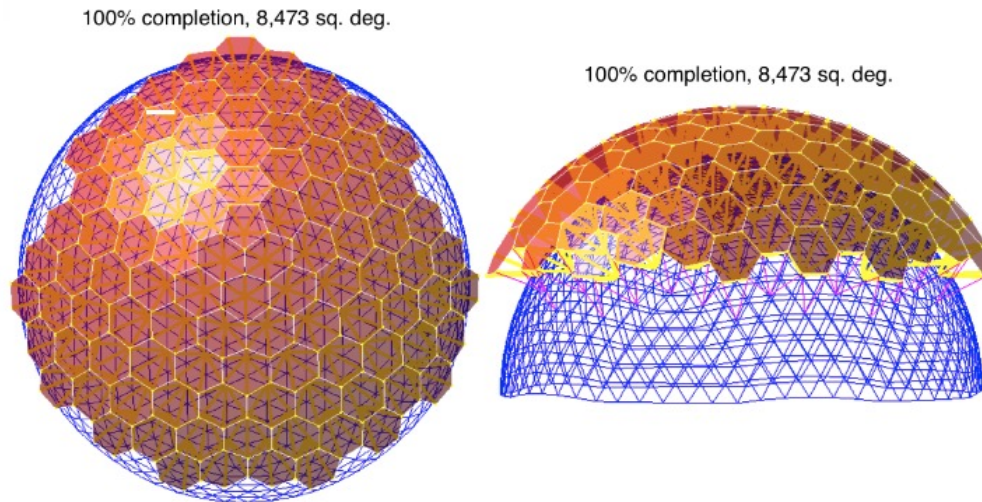 100% completion, 8,473 sq. deg.
100% completion, 8,473 sq. deg.